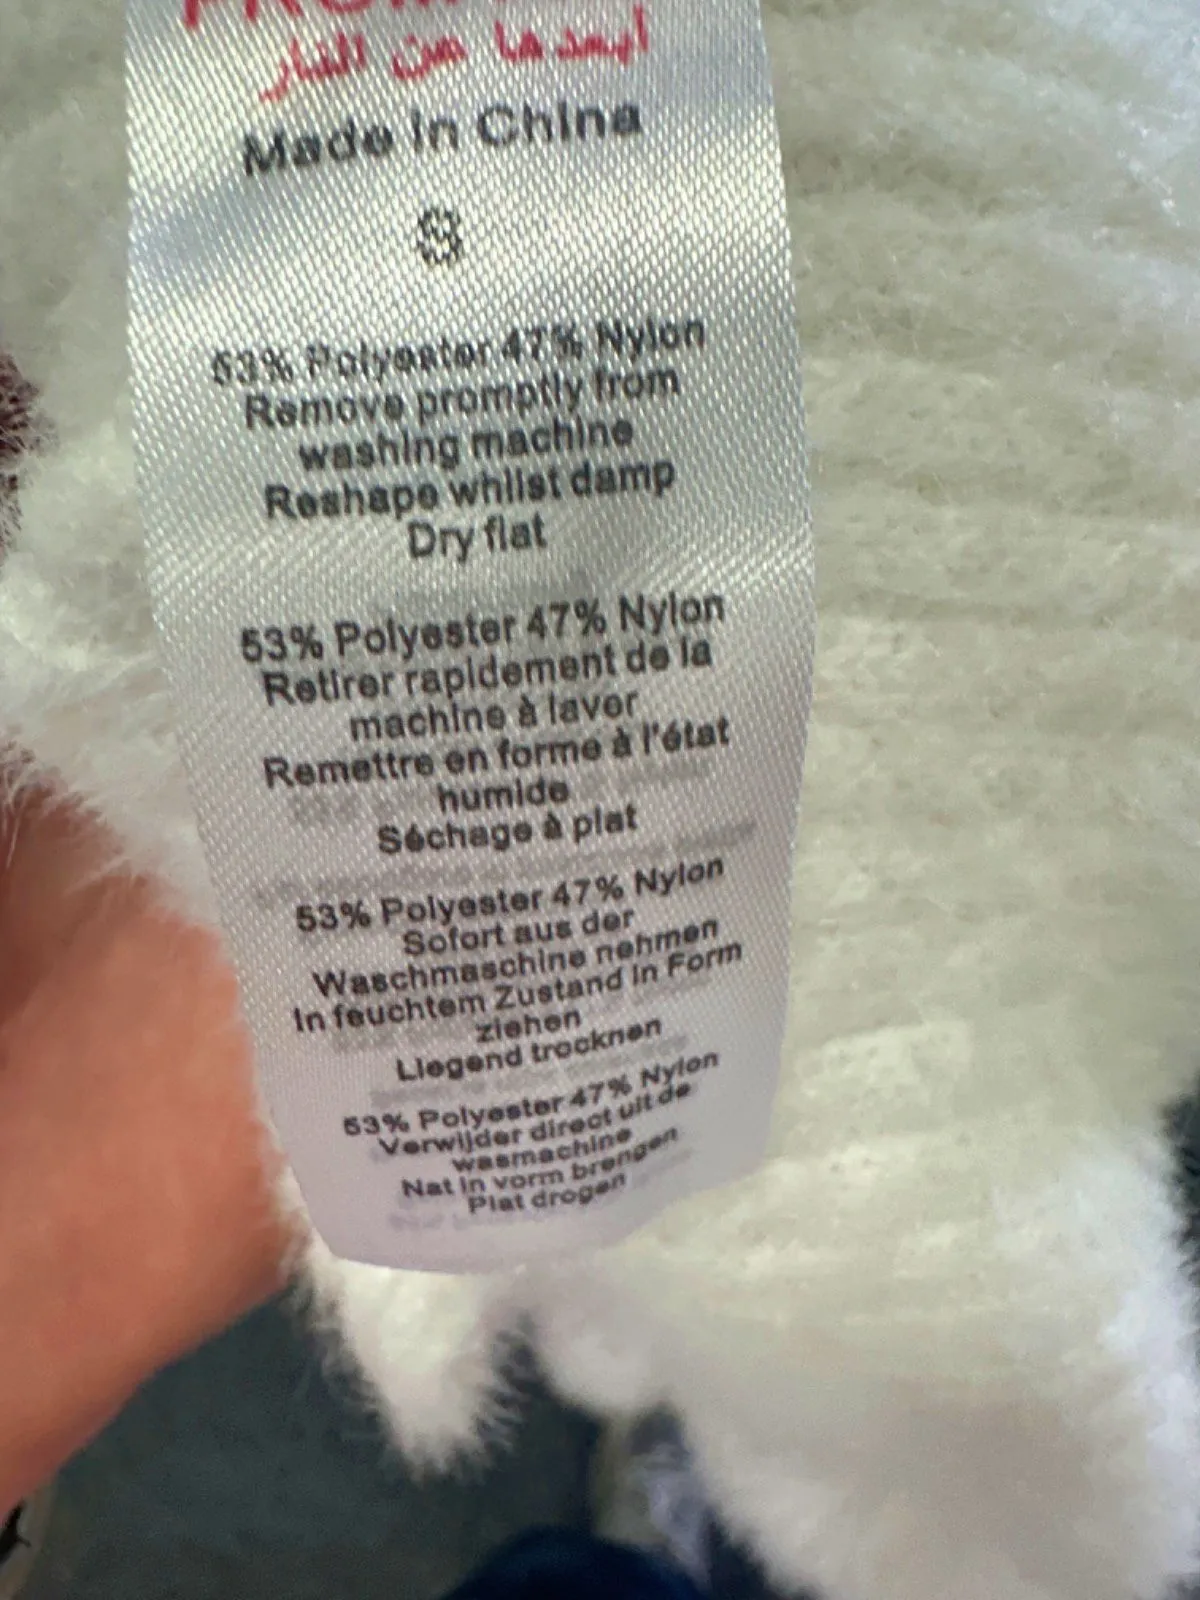 أبعدها عن النار
Made in China
S
53% Polyester 47% Nylon
Remove promptly from
washing machine
Reshape whilst damp
Dry flat
53% Polyester 47% Nylon
Retirer rapidement de la
machine à laver
Remettre en forme à l'état
humide
Séchage à plat
53% Polyester 47% Nylon
Sofort aus der
Waschmaschine nehmen
In feuchtem Zustand in Form
ziehen
Liegend trocknen
53% Polyester 47% Nylon
Verwijder direct uit de
wasmachine
Nat in vorm brengen
Plat drogen